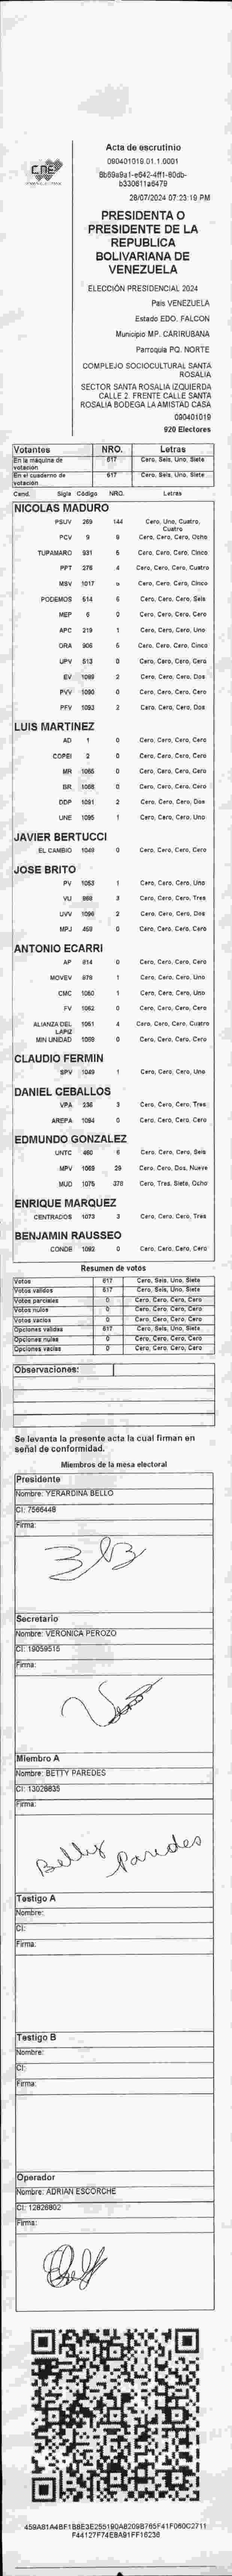 CNE
Acta de escrutinio
090401019.01.1.0001
8b69a9a1-e642-4ff1-80db-
b330611a6479
28/07/2024 07:23:19 PM
PRESIDENTA O
PRESIDENTE DE LA
REPUBLICA
BOLIVARIANA DE
VENEZUELA
ELECCIÓN PRESIDENCIAL 2024
País VENEZUELA
Estado EDO. FALCON
Municipio MP. CARIRUBANA
Parroquia PQ. NORTE
COMPLEJO SOCIOCULTURAL SANTA
ROSALIA
SECTOR SANTA ROSALIA IZQUIERDA
CALLE 2. FRENTE CALLE SANTA
ROSALIA BODEGA LA AMISTAD CASA
090401019
920 Electores
Votantes NRO. Letras
En la máquina de votación 617 Cero, Seis, Uno, Siete
En el cuaderno de votación 617 Cero, Seis, Uno, Siete
Cand. Sigla Código NRO. Letras
NICOLAS MADURO
PSUV 269 144 Cero, Uno, Cuatro, Cuatro
PCV 9 8 Cero, Cero, Cero, Ocho
TUPAMARO 931 5 Cero, Cero, Cero, Cinco
PPT 276 4 Cero, Cero, Cero, Cuatro
MSV 1017 5 Cero, Cero, Cero, Cinco
PODEMOS 614 6 Cero, Cero, Cero, Seis
MEP 6 0 Cero, Cero, Cero, Cero
APC 219 1 Cero, Cero, Cero, Uno
ORA 906 5 Cero, Cero, Cero, Cinco
UPV 513 0 Cero, Cero, Cero, Cero
EV 1089 2 Cero, Cero, Cero, Dos
PVV 1090 0 Cero, Cero, Cero, Cero
PFV 1093 2 Cero, Cero, Cero, Dos
LUIS MARTINEZ
AD 1 0 Cero, Cero, Cero, Cero
COPEI 2 0 Cero, Cero, Cero, Cero
MR 1065 0 Cero, Cero, Cero, Cero
BR 1088 0 Cero, Cero, Cero, Cero
DDP 1091 2 Cero, Cero, Cero, Dos
UNE 1095 1 Cero, Cero, Cero, Uno
JAVIER BERTUCCI
EL CAMBIO 1049 0 Cero, Cero, Cero, Cero
JOSE BRITO
PV 1053 1 Cero, Cero, Cero, Uno
VU 3 Cero, Cero, Cero, Tres
UVV 1096 2 Cero, Cero, Cero, Dos
MPJ 459 0 Cero, Cero, Cero, Cero
ANTONIO ECARRI
AP 814 0 Cero, Cero, Cero, Cero
MOVEV 979 1 Cero, Cero, Cero, Uno
CMC 1050 1 Cero, Cero, Cero, Uno
FV 1062 0 Cero, Cero, Cero, Cero
ALIANZA DEL LAPIZ 1051 4 Cero, Cero, Cero, Cuatro
MIN UNIDAD 1069 0 Cero, Cero, Cero, Cero
CLAUDIO FERMIN
SPV 1049 1 Cero, Cero, Cero, Uno
DANIEL CEBALLOS
VPA 236 3 Cero, Cero, Cero, Tres
AREPA 1094 0 Cero, Cero, Cero, Cero
EDMUNDO GONZALEZ
UNTC 460 6 Cero, Cero, Cero, Seis
MPV 1069 29 Cero, Cero, Dos, Nueve
MUD 1075 378 Cero, Tres, Siete, Ocho
ENRIQUE MARQUEZ
CENTRADOS 1073 3 Cero, Cero, Cero, Tres
BENJAMIN RAUSSEO
CONDE 1092 0 Cero, Cero, Cero, Cero
Resumen de votos
Votos 617 Cero, Seis, Uno, Siete
Votos validos 617 Cero, Seis, Uno, Siete
Votos parciales 0 Cero, Cero, Cero, Cero
Votos nulos 0 Cero, Cero, Cero, Cero
Votos vacios 0 Cero, Cero, Cero, Cero
Opciones validas 617 Cero, Seis, Uno, Siete
Opciones nulas 0 Cero, Cero, Cero, Cero
Opciones vacias 0 Cero, Cero, Cero, Cero
Observaciones:
Se levanta la presente acta la cual firman en
señal de conformidad.
Miembros de la mesa electoral
Presidente
Nombre: YERARDINA BELLO
CI: 7566448
Firma:
Secretario
Nombre: VERONICA PEROZO
CI: 19059515
Firma:
Miembro A
Nombre: BETTY PAREDES
CI: 13028835
Firma:
Betty Paredes
Testigo A
Nombre:
CI:
Firma:
Testigo B
Nombre:
CI:
Firma:
Operador
Nombre: ADRIAN ESCORCHE
CI: 12826802
Firma:
459A81A4BF1B8E3E255190A8209B765F41F060C2711
F44127F74E8A91FF16236